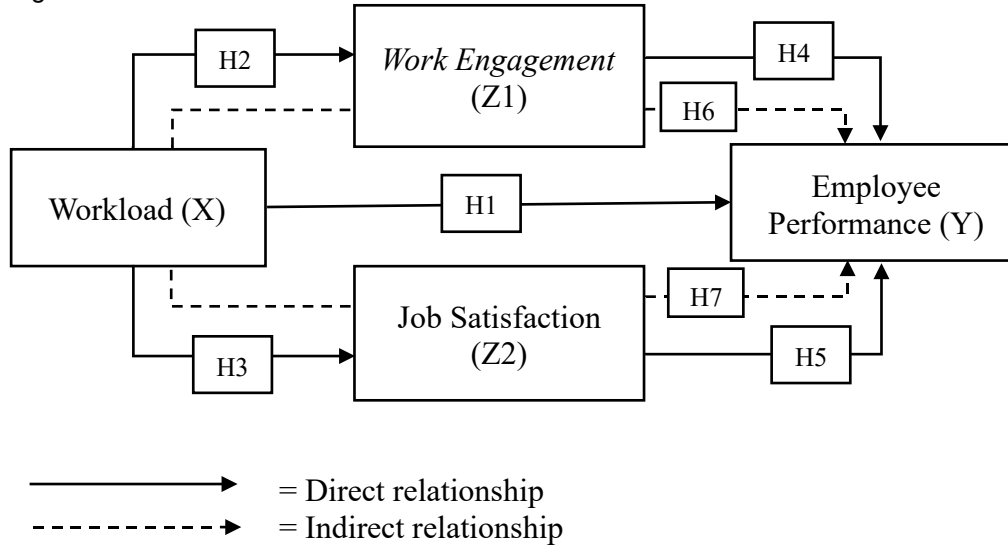 H2
Work Engagement
(Z1)
H4
H6
Workload (X)
H1
Employee
Performance (Y)
H3
Job Satisfaction
(Z2)
H7
H5
= Direct relationship
= Indirect relationship